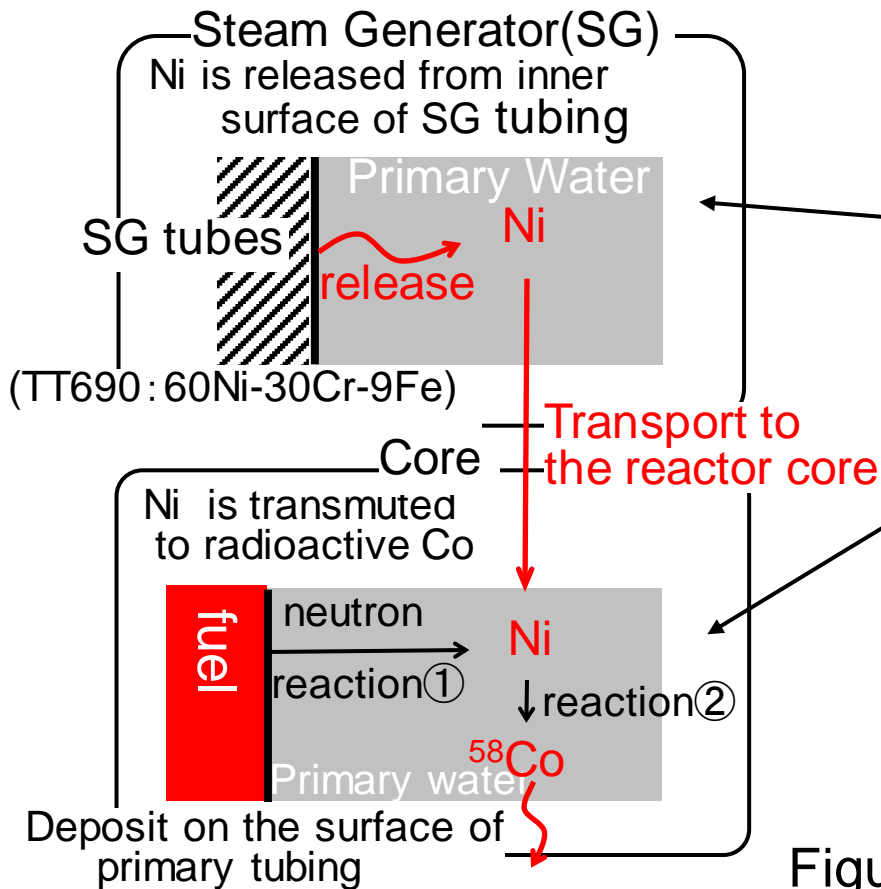 Steam Generator(SG)
Ni is released from inner
surface of SG tubing
Primary Water
SG tubes
Ni
release
(TT690:60Ni-30Cr-9Fe)
Transport to
the reactor core
Core
Ni is transmuted
to radioactive Co
fuel
neutron
Ni
reaction①
reaction②
⁵⁸Co
Primary water
Deposit on the surface of
primary tubing
Figu